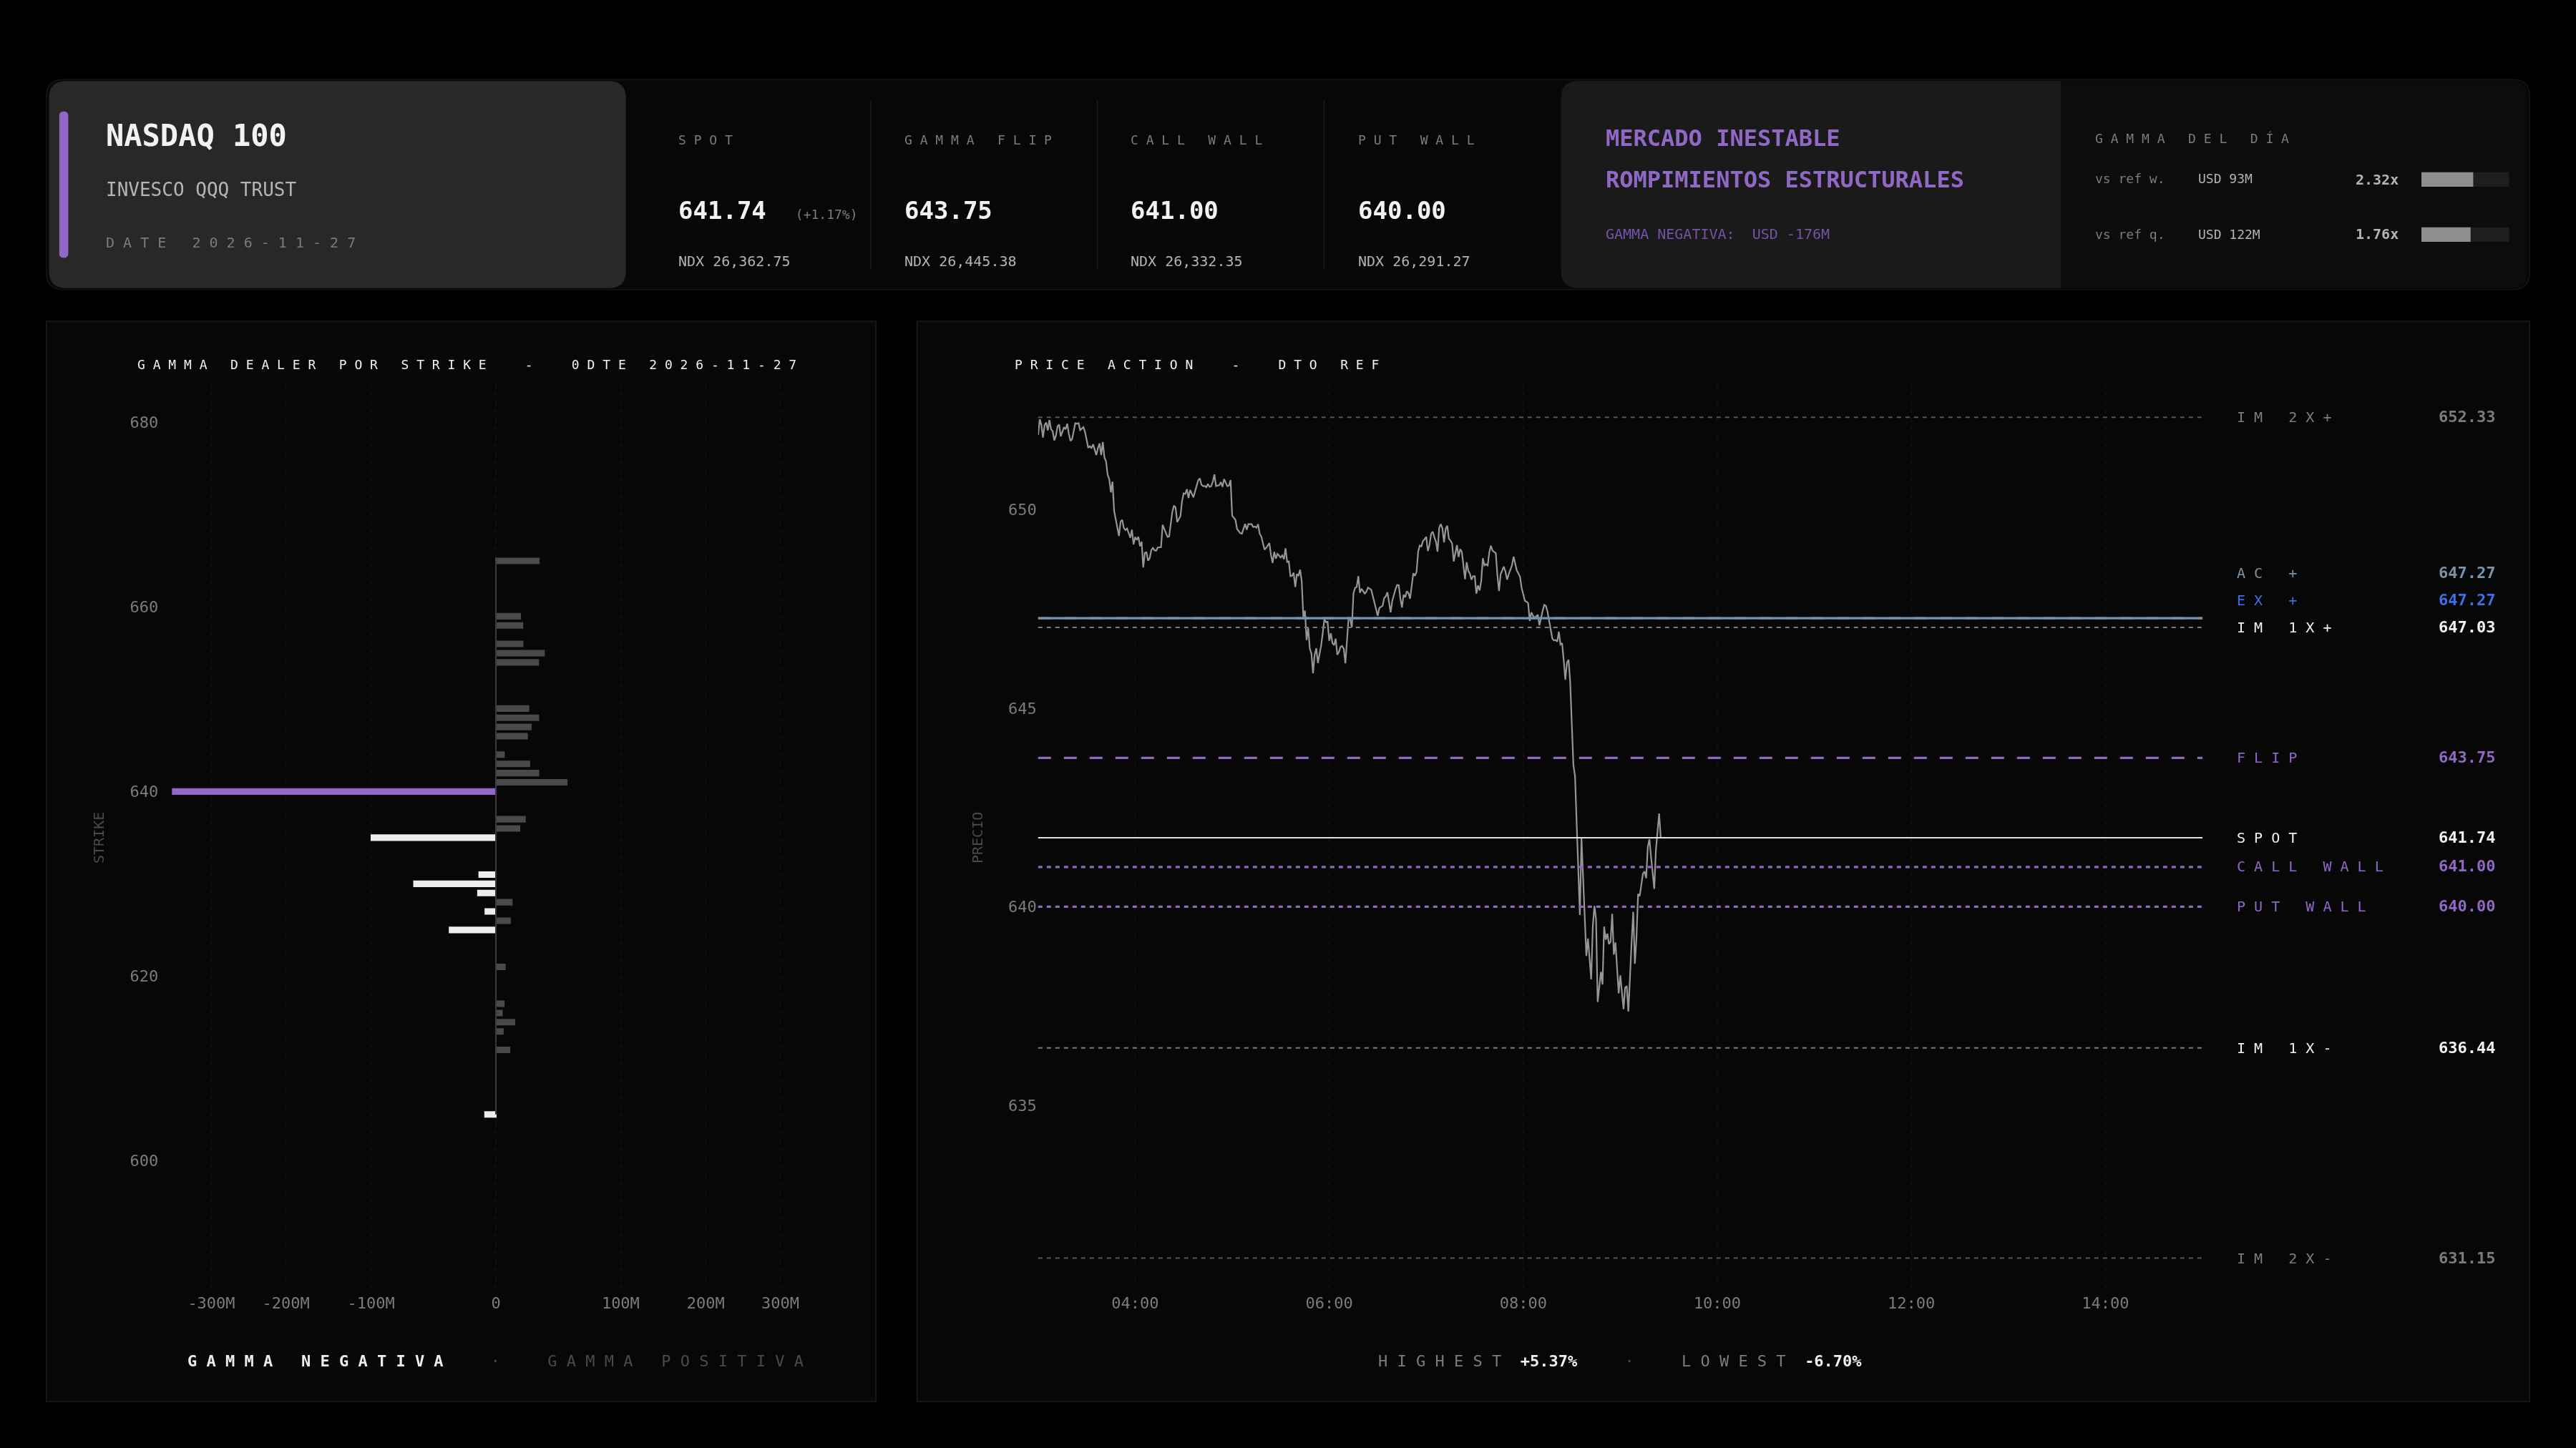 NASDAQ 100
INVESCO QQQ TRUST
DATE 2026-11-27
SPOT
641.74 (+1.17%)
NDX 26,362.75
GAMMA FLIP
643.75
NDX 26,445.38
CALL WALL
641.00
NDX 26,332.35
PUT WALL
640.00
NDX 26,291.27
MERCADO INESTABLE
ROMPIMIENTOS ESTRUCTURALES
GAMMA NEGATIVA: USD -176M
GAMMA DEL DÍA
vs ref w. USD 93M 2.32x
vs ref q. USD 122M 1.76x
GAMMA DEALER POR STRIKE - 0DTE 2026-11-27
STRIKE
680
660
640
620
600
-300M -200M -100M 0 100M 200M 300M
GAMMA NEGATIVA · GAMMA POSITIVA
PRICE ACTION - DTO REF
PRECIO
650
645
640
635
04:00 06:00 08:00 10:00 12:00 14:00
IM 2X+ 652.33
AC + 647.27
EX + 647.27
IM 1X+ 647.03
FLIP 643.75
SPOT 641.74
CALL WALL 641.00
PUT WALL 640.00
IM 1X- 636.44
IM 2X- 631.15
HIGHEST +5.37% · LOWEST -6.70%